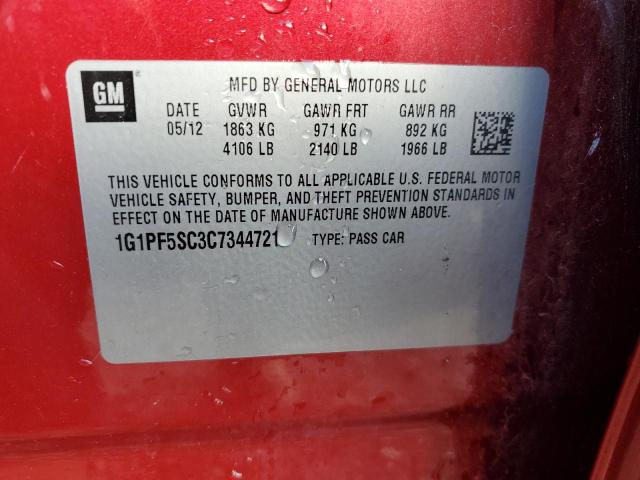 GM
MFD BY GENERAL MOTORS LLC
DATE GVWR GAWR FRT GAWR RR
05/12 1863 KG 971 KG 892 KG
4106 LB 2140 LB 1966 LB
THIS VEHICLE CONFORMS TO ALL APPLICABLE U.S. FEDERAL MOTOR
VEHICLE SAFETY, BUMPER, AND THEFT PREVENTION STANDARDS IN
EFFECT ON THE DATE OF MANUFACTURE SHOWN ABOVE.
1G1PF5SC3C7344721 TYPE: PASS CAR